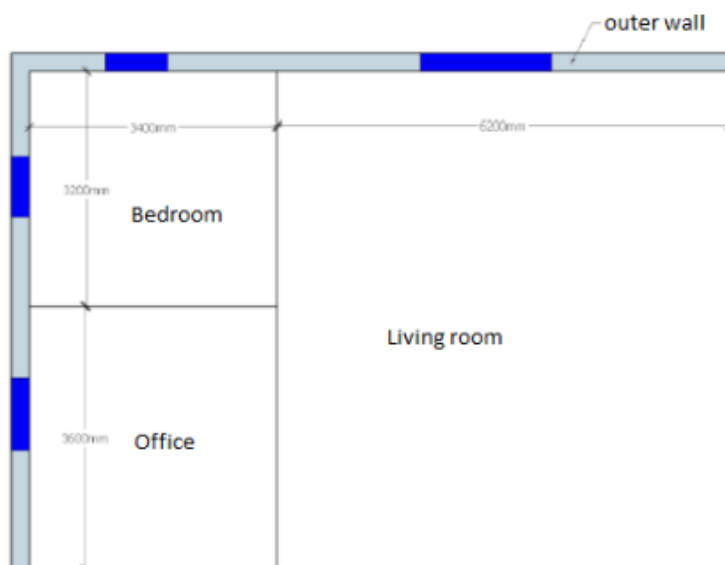 outer wall
3400mm
6200mm
3200mm
Bedroom
Living room
3600mm
Office